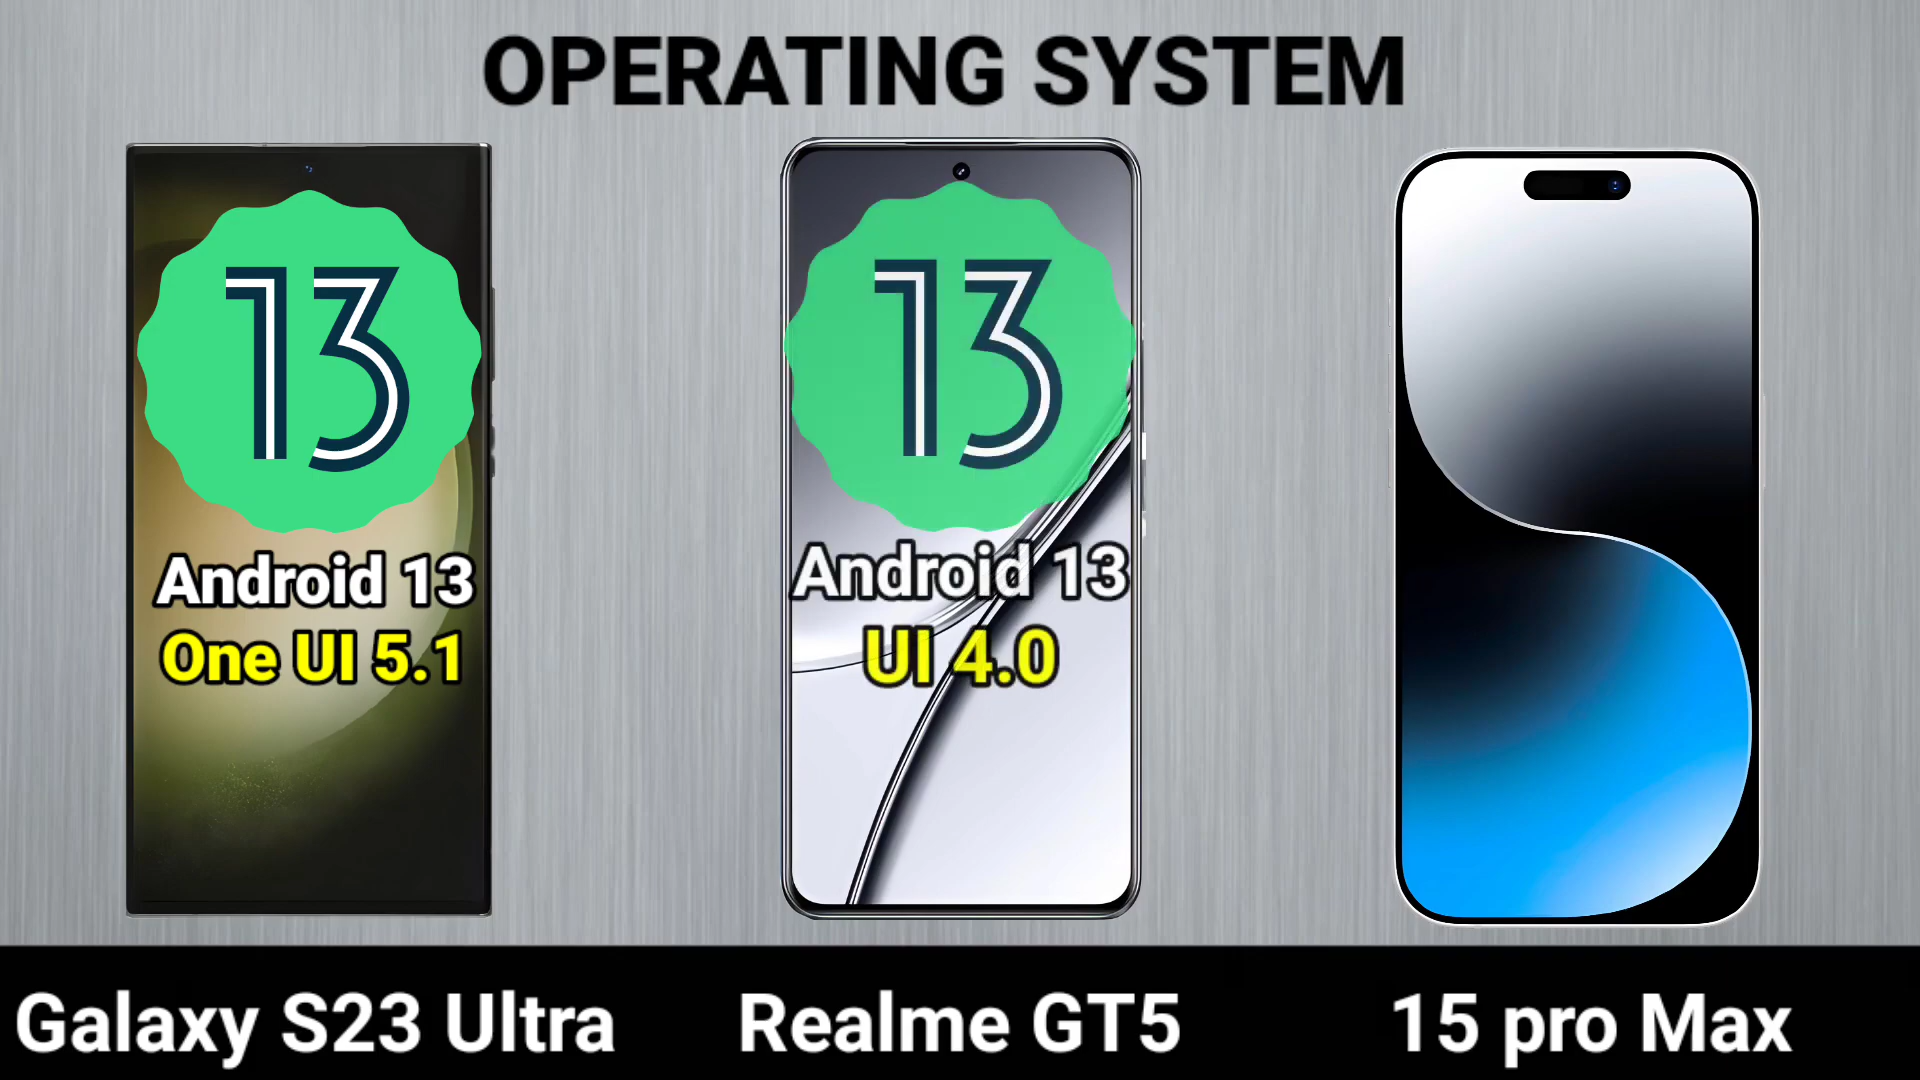 OPERATING SYSTEM
13
Android 13
One UI 5.1
13
Android 13
UI 4.0
Galaxy S23 Ultra
Realme GT5
15 pro Max